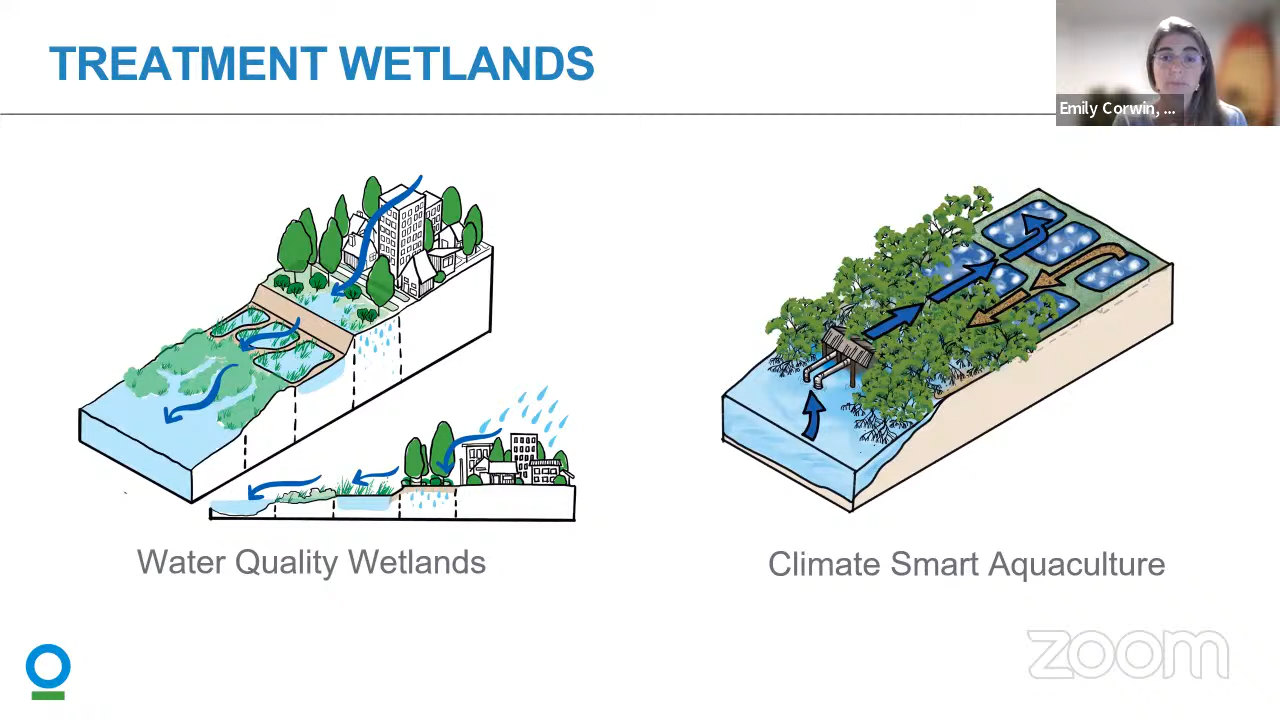 TREATMENT WETLANDS
Emily Corwin, ...
Water Quality Wetlands
Climate Smart Aquaculture
zoom